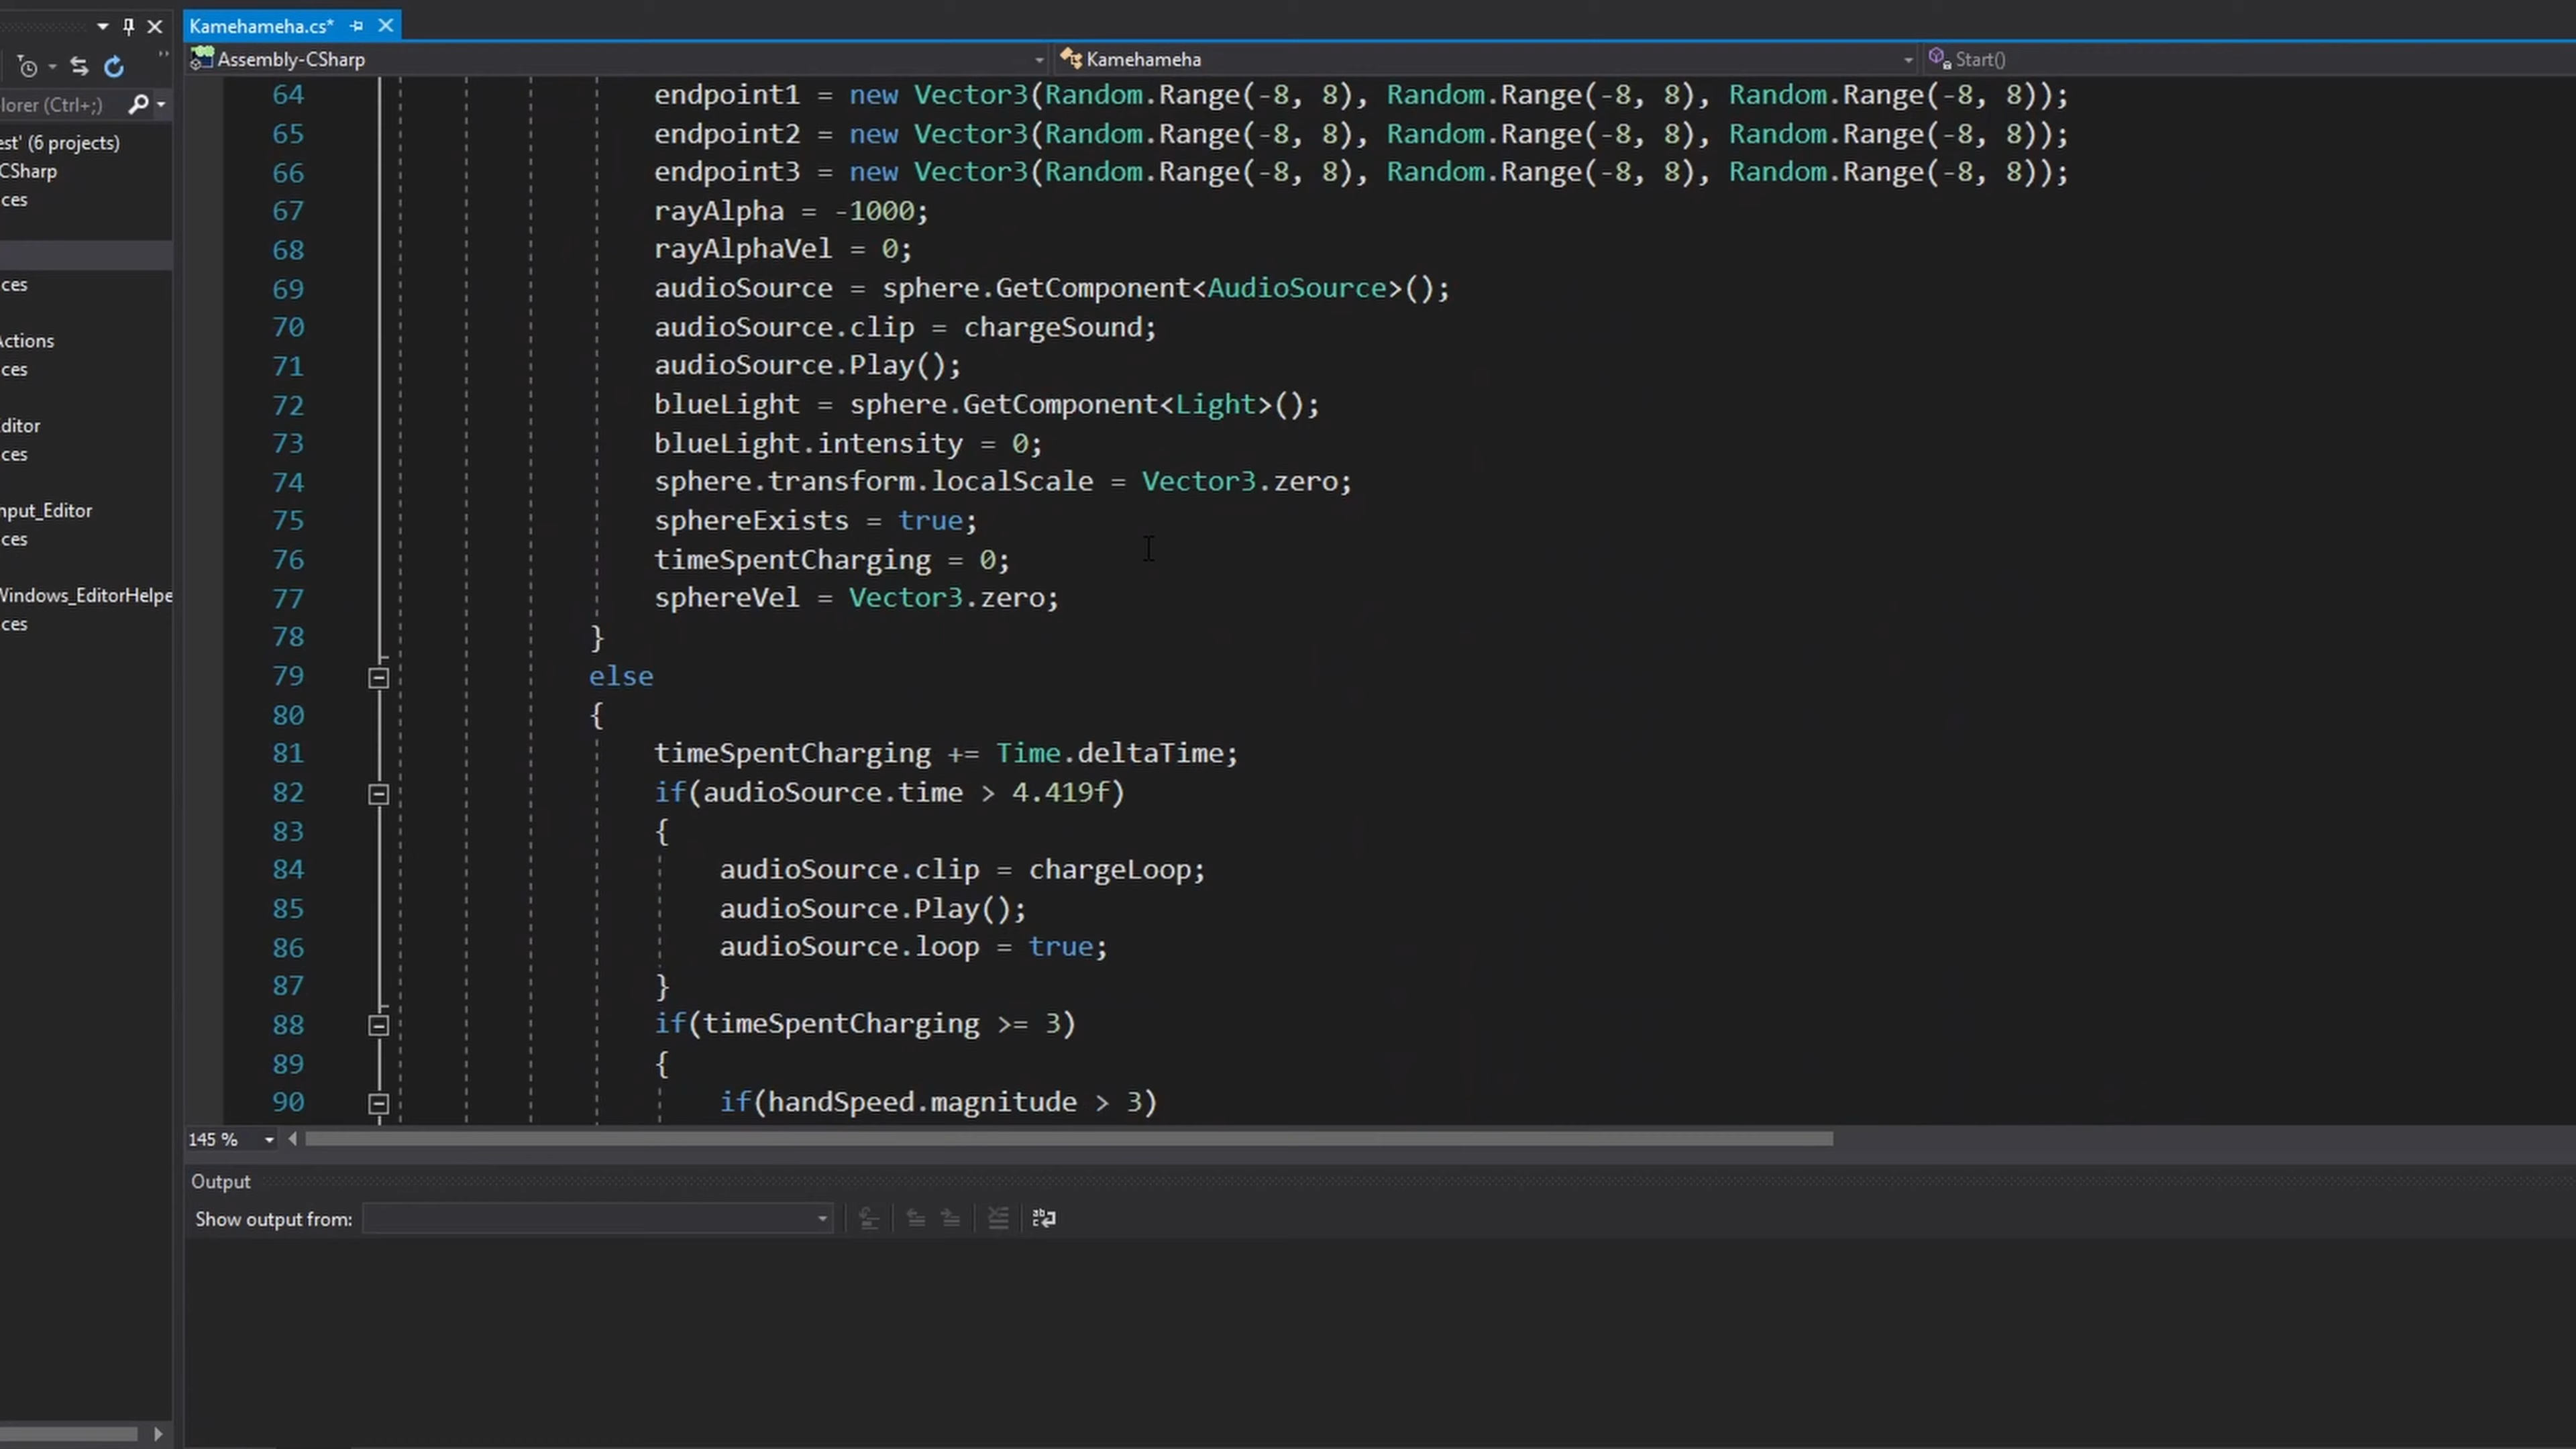 Kamehameha.cs*
Assembly-CSharp
Kamehameha
Start()
lorer (Ctrl+;)
est' (6 projects)
CSharp
ces
ces
Actions
ces
ditor
ces
nput_Editor
ces
Windows_EditorHelpe
ces
64 endpoint1 = new Vector3(Random.Range(-8, 8), Random.Range(-8, 8), Random.Range(-8, 8));
65 endpoint2 = new Vector3(Random.Range(-8, 8), Random.Range(-8, 8), Random.Range(-8, 8));
66 endpoint3 = new Vector3(Random.Range(-8, 8), Random.Range(-8, 8), Random.Range(-8, 8));
67 rayAlpha = -1000;
68 rayAlphaVel = 0;
69 audioSource = sphere.GetComponent<AudioSource>();
70 audioSource.clip = chargeSound;
71 audioSource.Play();
72 blueLight = sphere.GetComponent<Light>();
73 blueLight.intensity = 0;
74 sphere.transform.localScale = Vector3.zero;
75 sphereExists = true;
76 timeSpentCharging = 0;
77 sphereVel = Vector3.zero;
78 }
79 else
80 {
81 timeSpentCharging += Time.deltaTime;
82 if(audioSource.time > 4.419f)
83 {
84 audioSource.clip = chargeLoop;
85 audioSource.Play();
86 audioSource.loop = true;
87 }
88 if(timeSpentCharging >= 3)
89 {
90 if(handSpeed.magnitude > 3)
145 %
Output
Show output from: